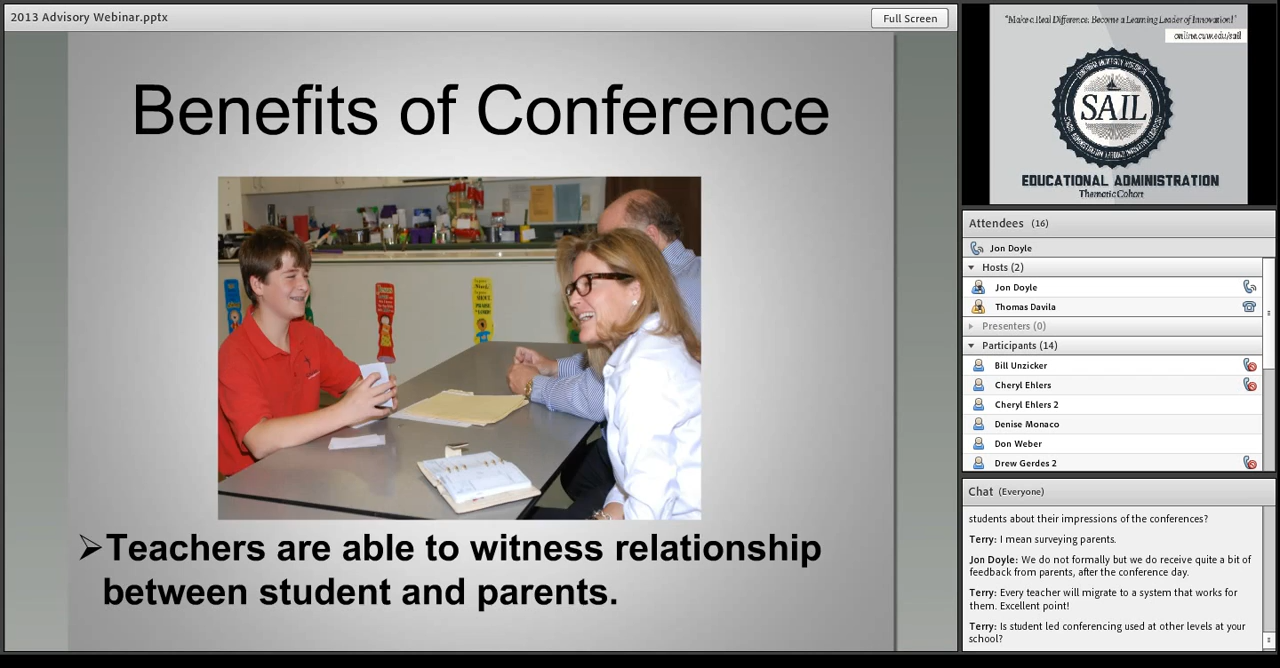 2013 Advisory Webinar.pptx
Full Screen
Benefits of Conference
➢Teachers are able to witness relationship
between student and parents.
"Make a Real Difference: Become a Learning Leader of Innovation!"
online.cuw.edu/sail
SAIL
EDUCATIONAL ADMINISTRATION
Thematic Cohort
Attendees (16)
Jon Doyle
Hosts (2)
Jon Doyle
Thomas Davila
Presenters (0)
Participants (14)
Bill Unzicker
Cheryl Ehlers
Cheryl Ehlers 2
Denise Monaco
Don Weber
Drew Gerdes 2
Chat (Everyone)
students about their impressions of the conferences?
Terry: I mean surveying parents.
Jon Doyle: We do not formally but we do receive quite a bit of
feedback from parents, after the conference day.
Terry: Every teacher will migrate to a system that works for
them. Excellent point!
Terry: Is student led conferencing used at other levels at your
school?